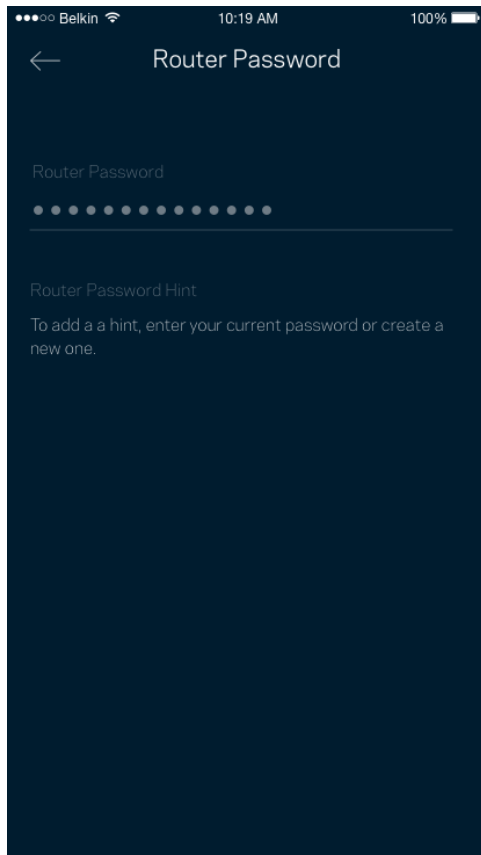 Belkin 10:19 AM 100%
Router Password
Router Password
●●●●●●●●●●●●●●
Router Password Hint
To add a a hint, enter your current password or create a
new one.